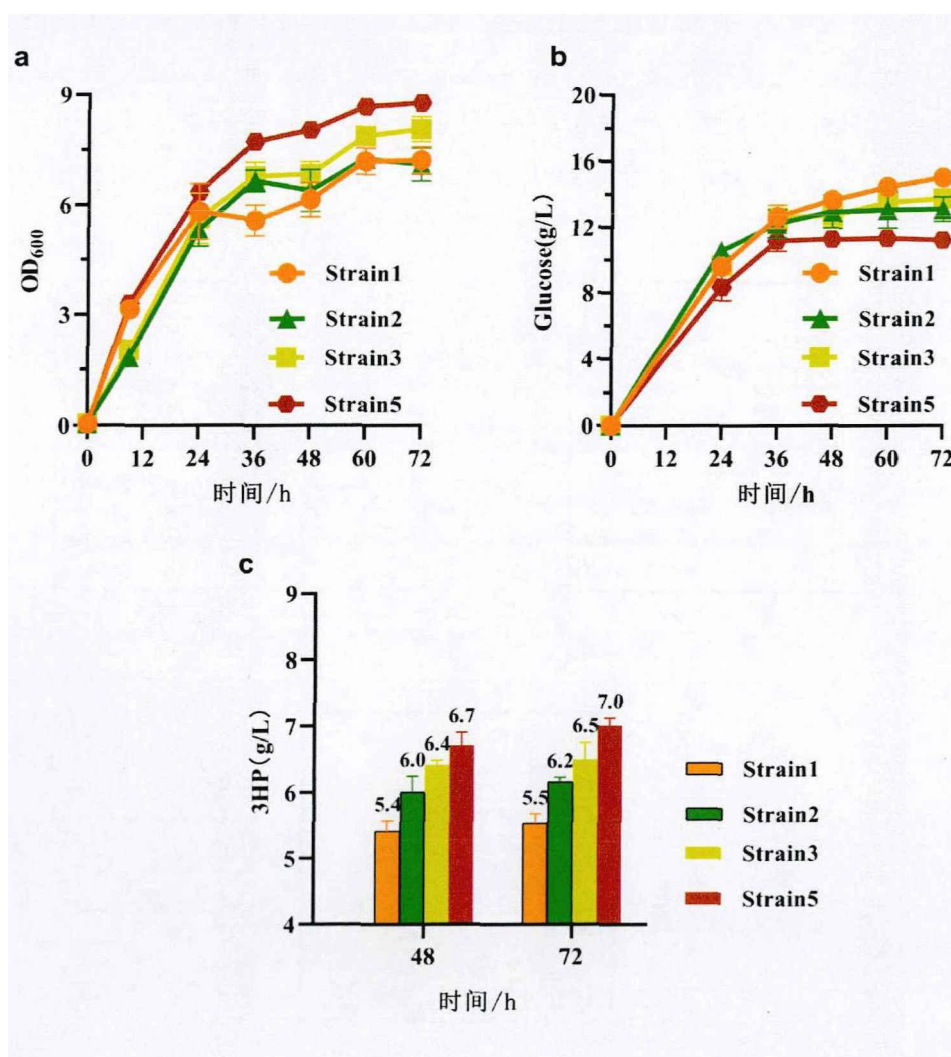 a
9
6
3
0
OD600
0 12 24 36 48 60 72
时间/h
Strain1
Strain2
Strain3
Strain5
b
20
16
12
8
4
0
Glucose(g/L)
0 12 24 36 48 60 72
时间/h
Strain1
Strain2
Strain3
Strain5
c
9
8
7
6
5
4
3HP(g/L)
5.4
6.0
6.4
6.7
5.5
6.2
6.5
7.0
48 72
时间/h
Strain1
Strain2
Strain3
Strain5